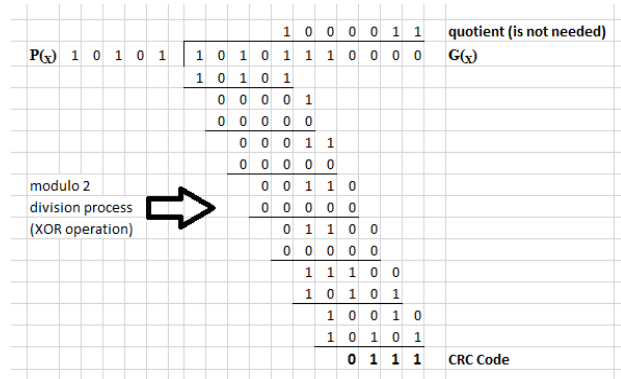 1 0 0 0 0 1 1 quotient (is not needed)
P(x) 1 0 1 0 1 1 0 1 0 1 1 1 0 0 0 0 G(x)
1 0 1 0 1
0 0 0 0 1
0 0 0 0 0
0 0 0 1 1
0 0 0 0 0
modulo 2 0 0 1 1 0
division process 0 0 0 0 0
(XOR operation) 0 1 1 0 0
0 0 0 0 0
1 1 1 0 0
1 0 1 0 1
1 0 0 1 0
1 0 1 0 1
0 1 1 1 CRC Code